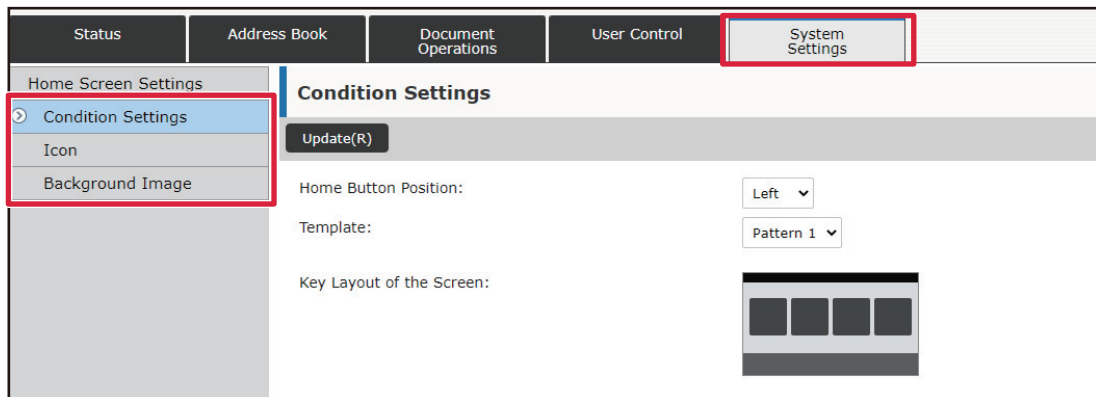 Status
Address Book
Document
Operations
User Control
System
Settings
Home Screen Settings
Condition Settings
Icon
Background Image
Condition Settings
Update(R)
Home Button Position:
Left
Template:
Pattern 1
Key Layout of the Screen: